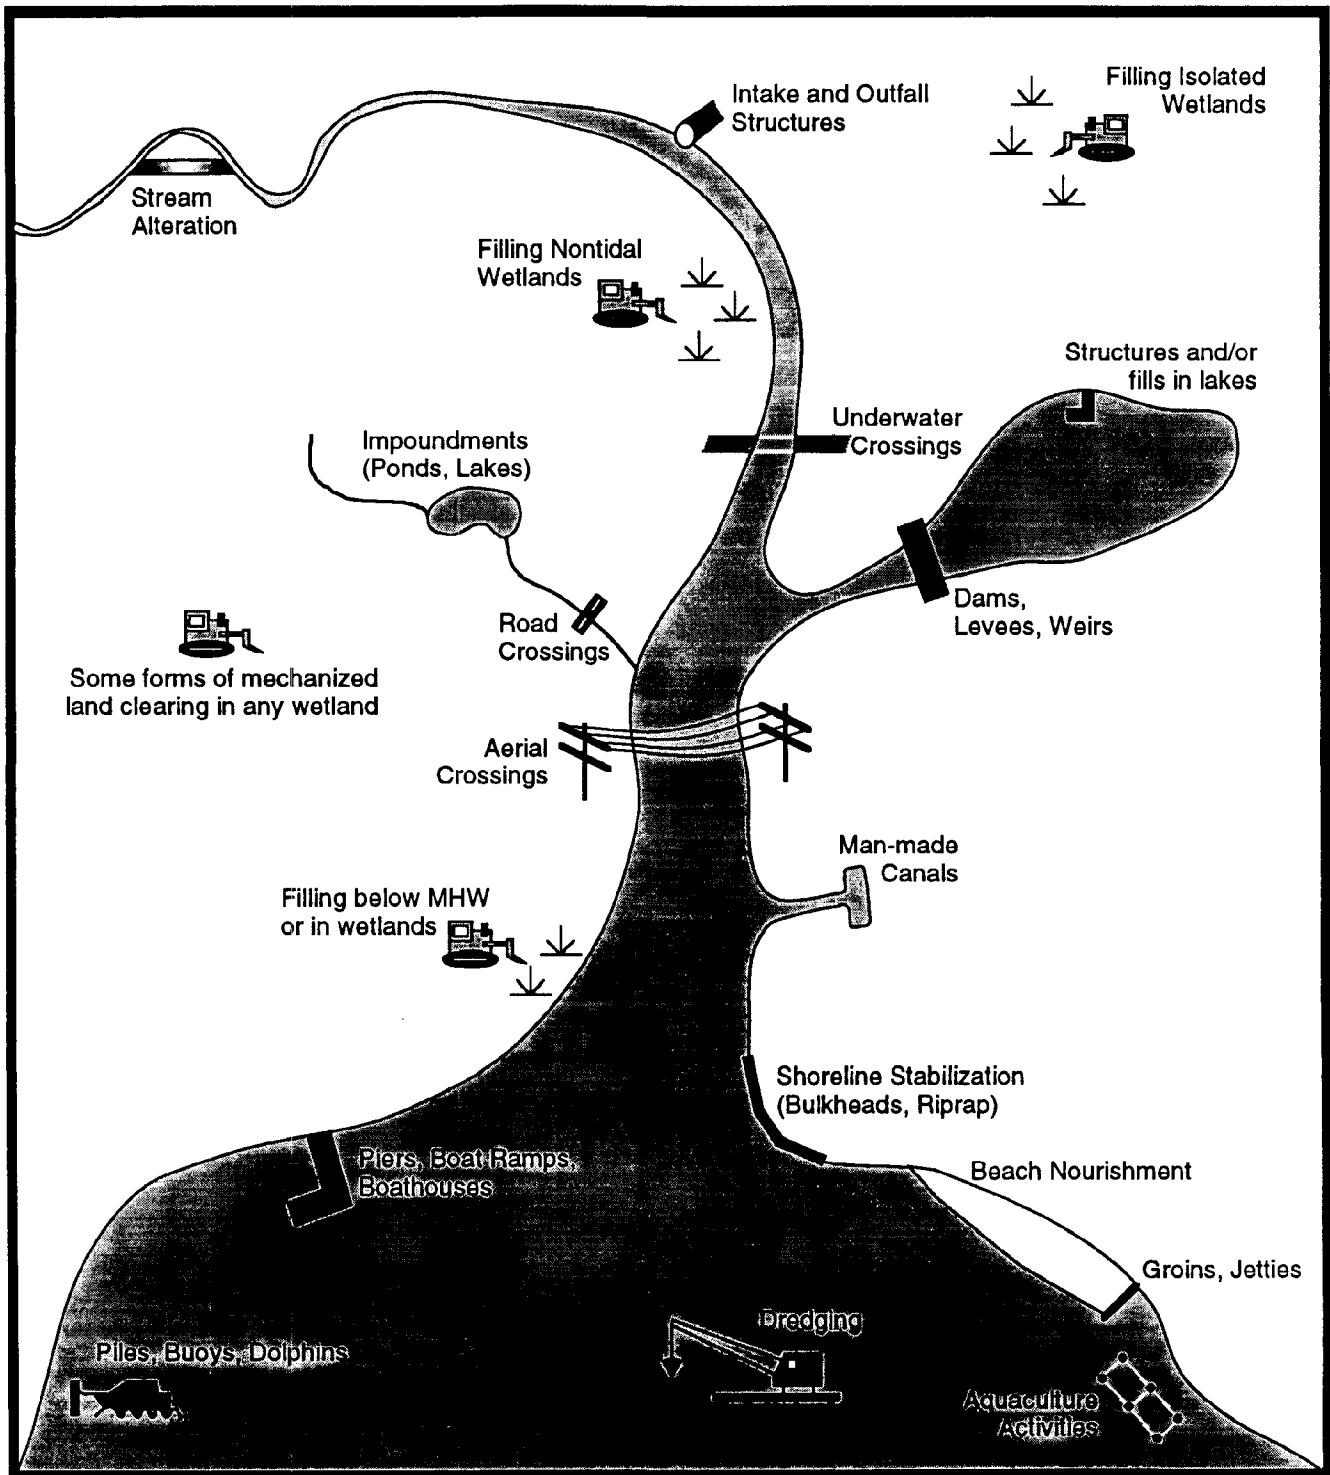 Intake and Outfall
Structures
Filling Isolated
Wetlands
Stream
Alteration
Filling Nontidal
Wetlands
Structures and/or
fills in lakes
Underwater
Crossings
Impoundments
(Ponds, Lakes)
Dams,
Levees, Weirs
Road
Crossings
Some forms of mechanized
land clearing in any wetland
Aerial
Crossings
Man-made
Canals
Filling below MHW
or in wetlands
Shoreline Stabilization
(Bulkheads, Riprap)
Piers, Boat Ramps,
Boathouses
Beach Nourishment
Groins, Jetties
Dredging
Piles, Buoys, Dolphins
Aquaculture
Activities